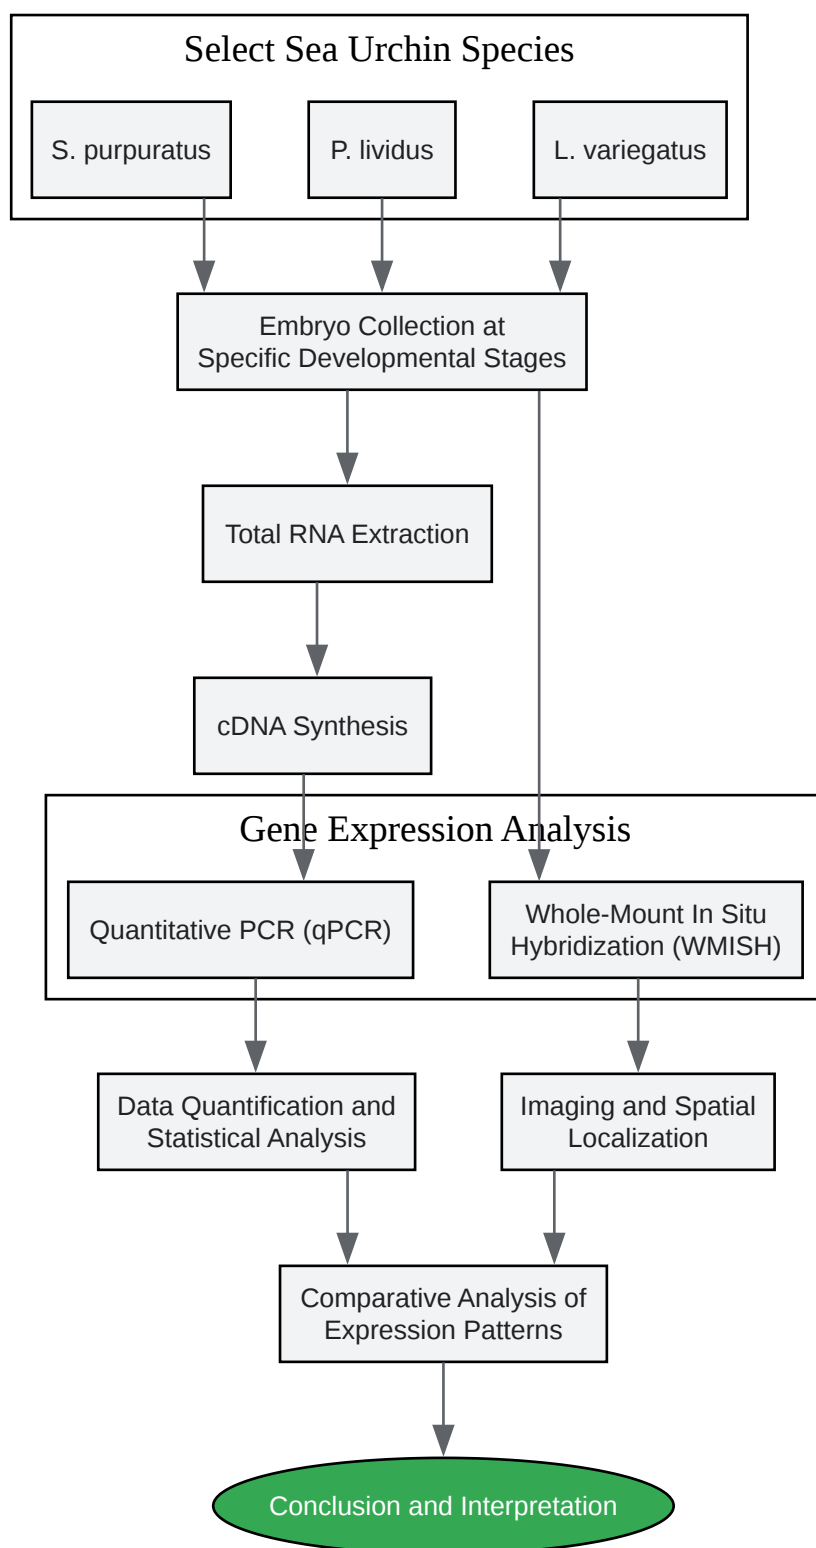 Select Sea Urchin Species
S. purpuratus
P. lividus
L. variegatus
Embryo Collection at
Specific Developmental Stages
Total RNA Extraction
cDNA Synthesis
Gene Expression Analysis
Quantitative PCR (qPCR)
Whole-Mount In Situ
Hybridization (WMISH)
Data Quantification and
Statistical Analysis
Imaging and Spatial
Localization
Comparative Analysis of
Expression Patterns
Conclusion and Interpretation